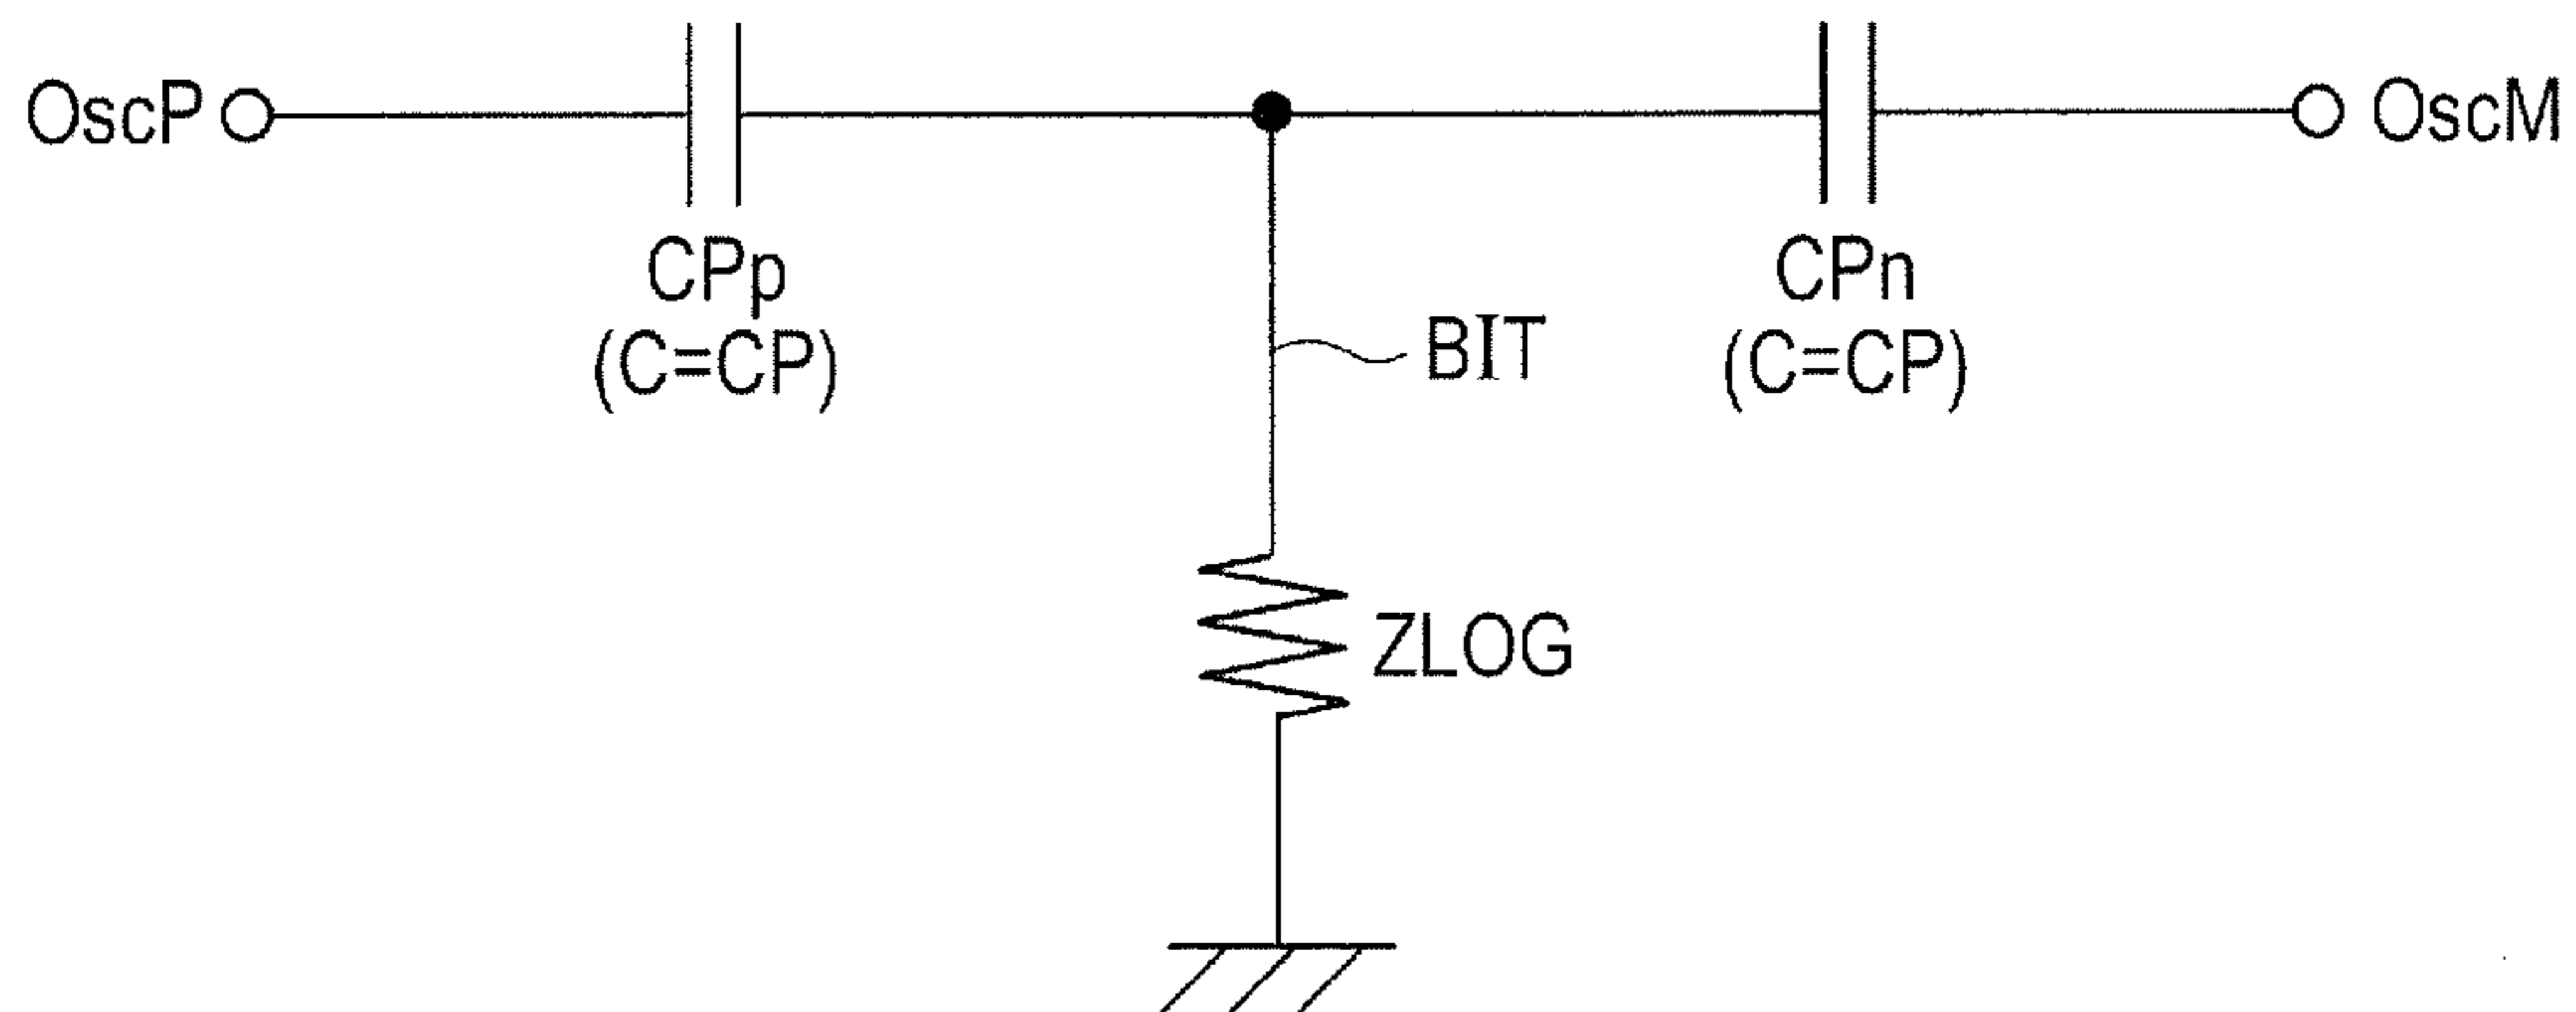 OscP
OscM
CPp
(C=CP)
CPn
(C=CP)
BIT
ZLOG